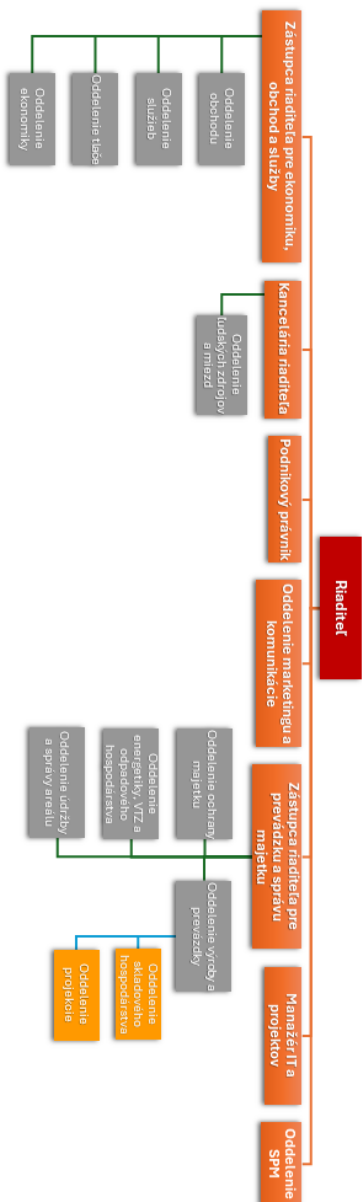 Riaditeľ
Zástupca riaditeľa pre ekonomiku,
obchod a služby
Kancelária riaditeľa
Podnikový právnik
Oddelenie marketingu a
komunikácie
Zástupca riaditeľa pre
prevádzku a správu
majetku
Manažér IT a
projektov
Oddelenie
SPM
Oddelenie
obchodu
Oddelenie
služieb
Oddelenie tlače
Oddelenie
ekonomiky
Oddelenie
ľudských zdrojov
a miezd
Oddelenie ochrany
majetku
Oddelenie
energetiky, VTZ a
odpadového
hospodárstva
Oddelenie údržby
a správy areálu
Oddelenie výroby a
prevádzky
Oddelenie
skladového
hospodárstva
Oddelenie
projekcie